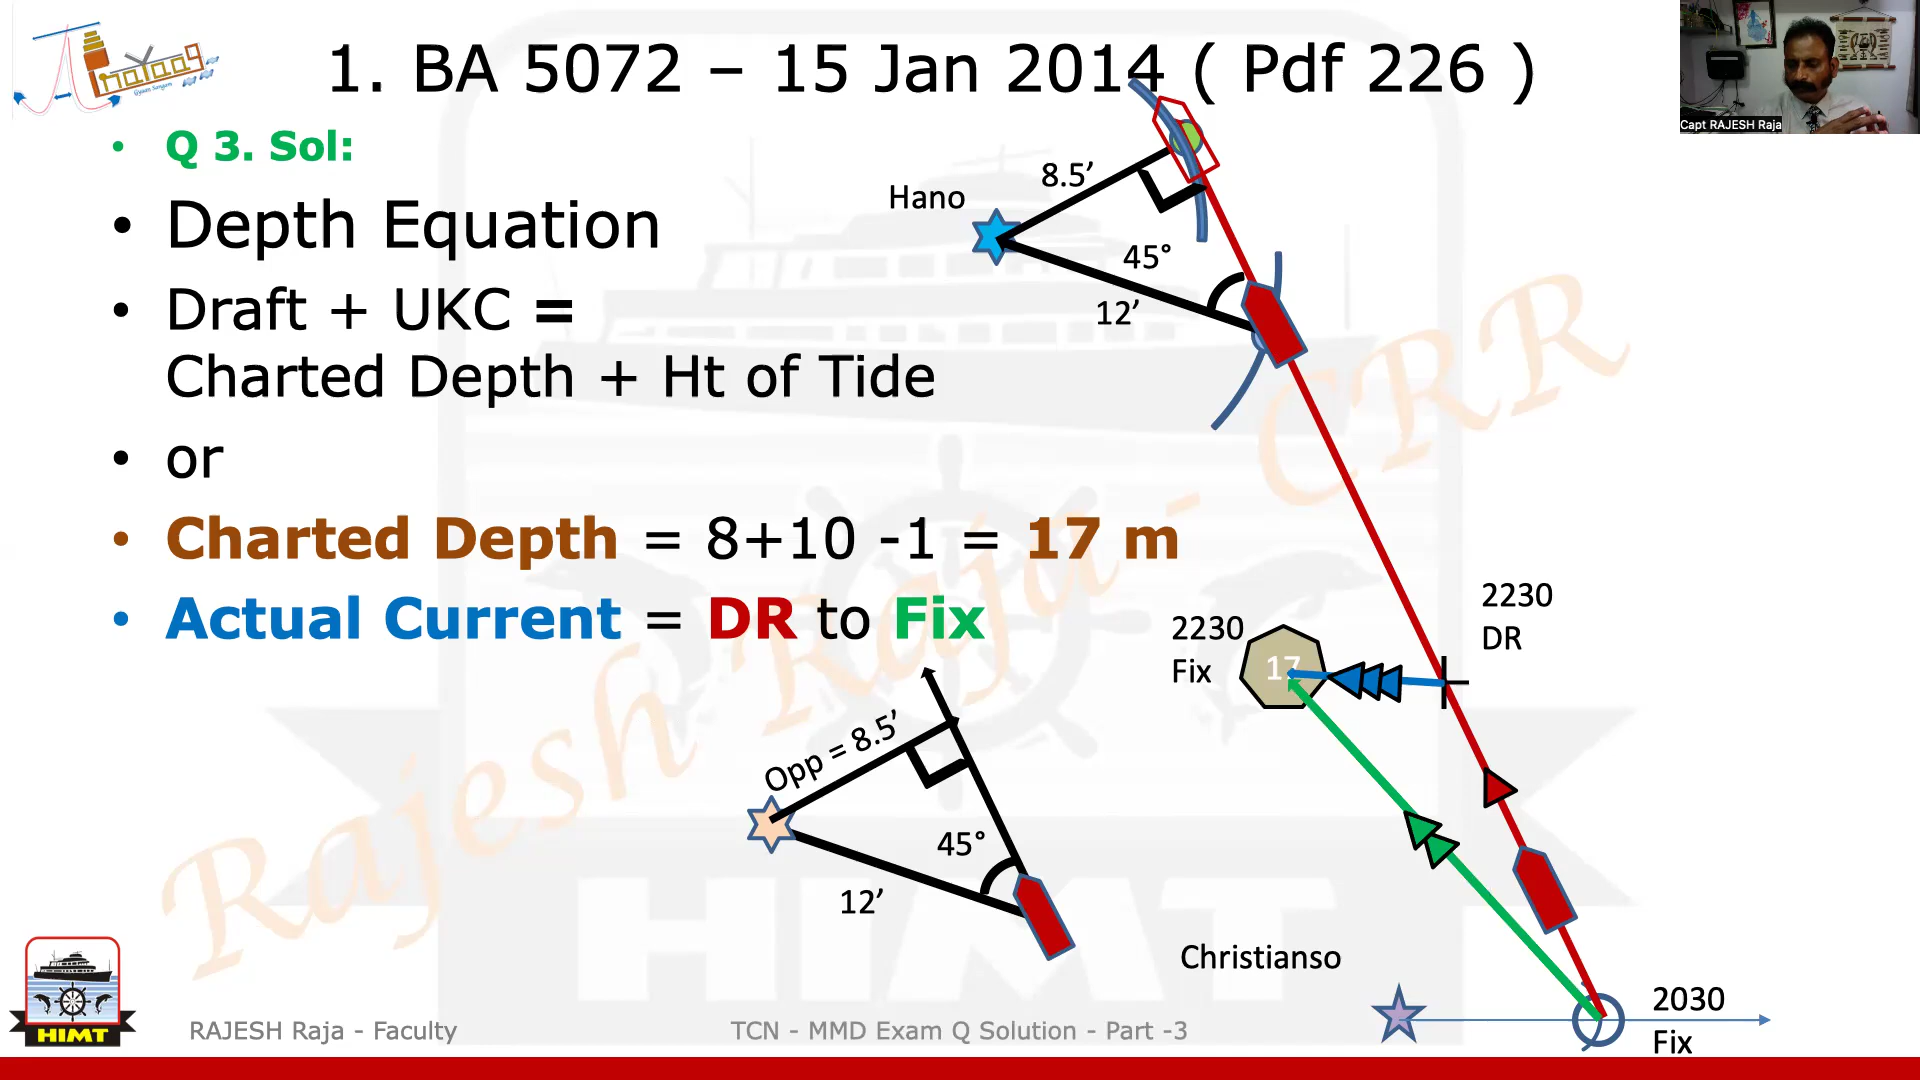 1. BA 5072 – 15 Jan 2014 ( Pdf 226 )
Capt RAJESH Raja
• Q 3. Sol:
• Depth Equation
• Draft + UKC =
Charted Depth + Ht of Tide
• or
• Charted Depth = 8+10 -1 = 17 m
• Actual Current = DR to Fix
Hano
8.5’
45°
12’
2230
DR
2230
Fix
17
Opp = 8.5’
45°
12’
Christianso
2030
Fix
Rajesh Raja - CRR
HIMT
HIMT
RAJESH Raja - Faculty
TCN - MMD Exam Q Solution - Part -3